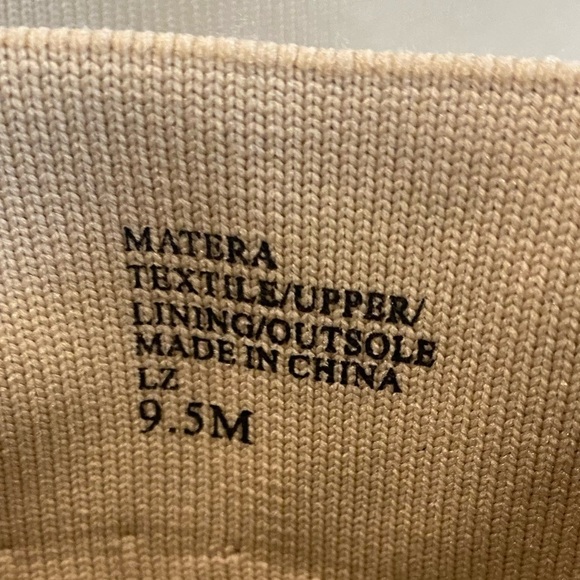 MATERA
TEXTILE/UPPER/
LINING/OUTSOLE
MADE IN CHINA
LZ
9.5M